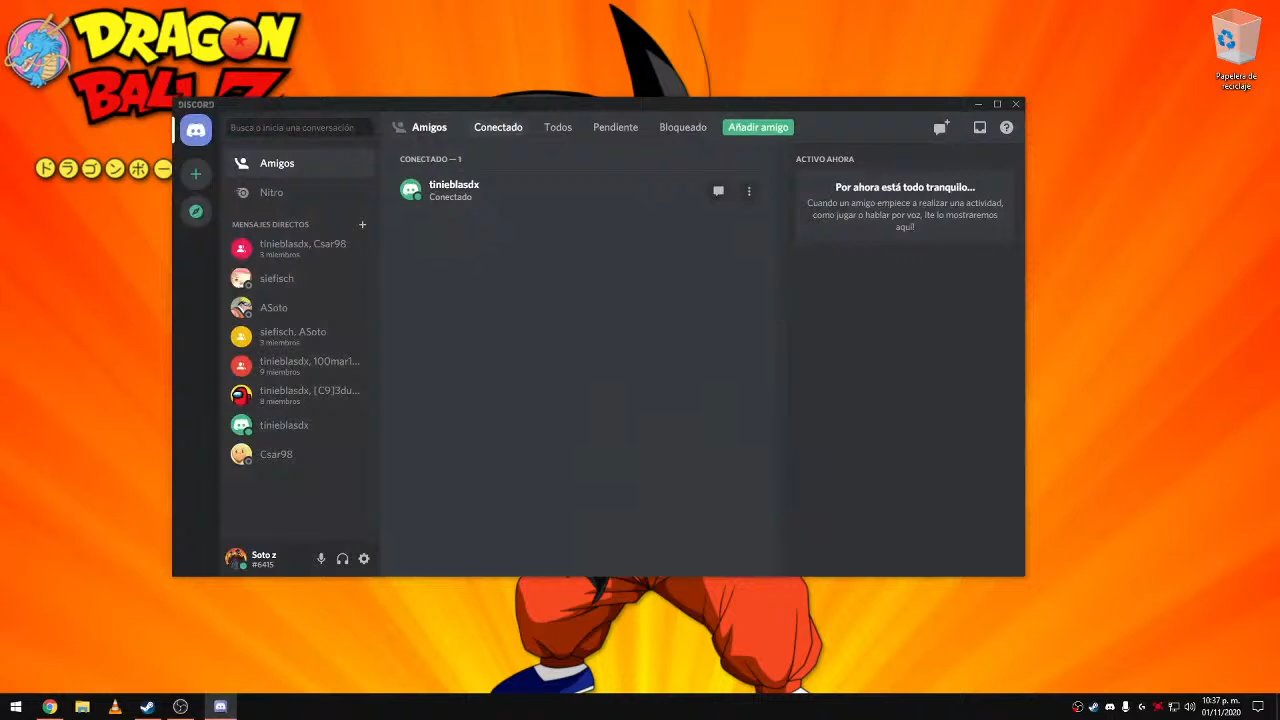 DRAGON
BALL Z
ドラゴンボー
Papelera de
reciclaje
DISCORD
Busca o inicia una conversación
Amigos
Conectado
Todos
Pendiente
Bloqueado
Añadir amigo
Amigos
Nitro
MENSAJES DIRECTOS
tinieblasdx, Csar98
3 miembros
siefisch
ASoto
siefisch, ASoto
3 miembros
tinieblasdx, 100mar1...
9 miembros
tinieblasdx, [C9]3du...
8 miembros
tinieblasdx
Csar98
Soto z
#6415
CONECTADO — 1
tinieblasdx
Conectado
ACTIVO AHORA
Por ahora está todo tranquilo...
Cuando un amigo empiece a realizar una actividad,
como jugar o hablar por voz, ¡te lo mostraremos
aquí!
10:37 p. m.
01/11/2020